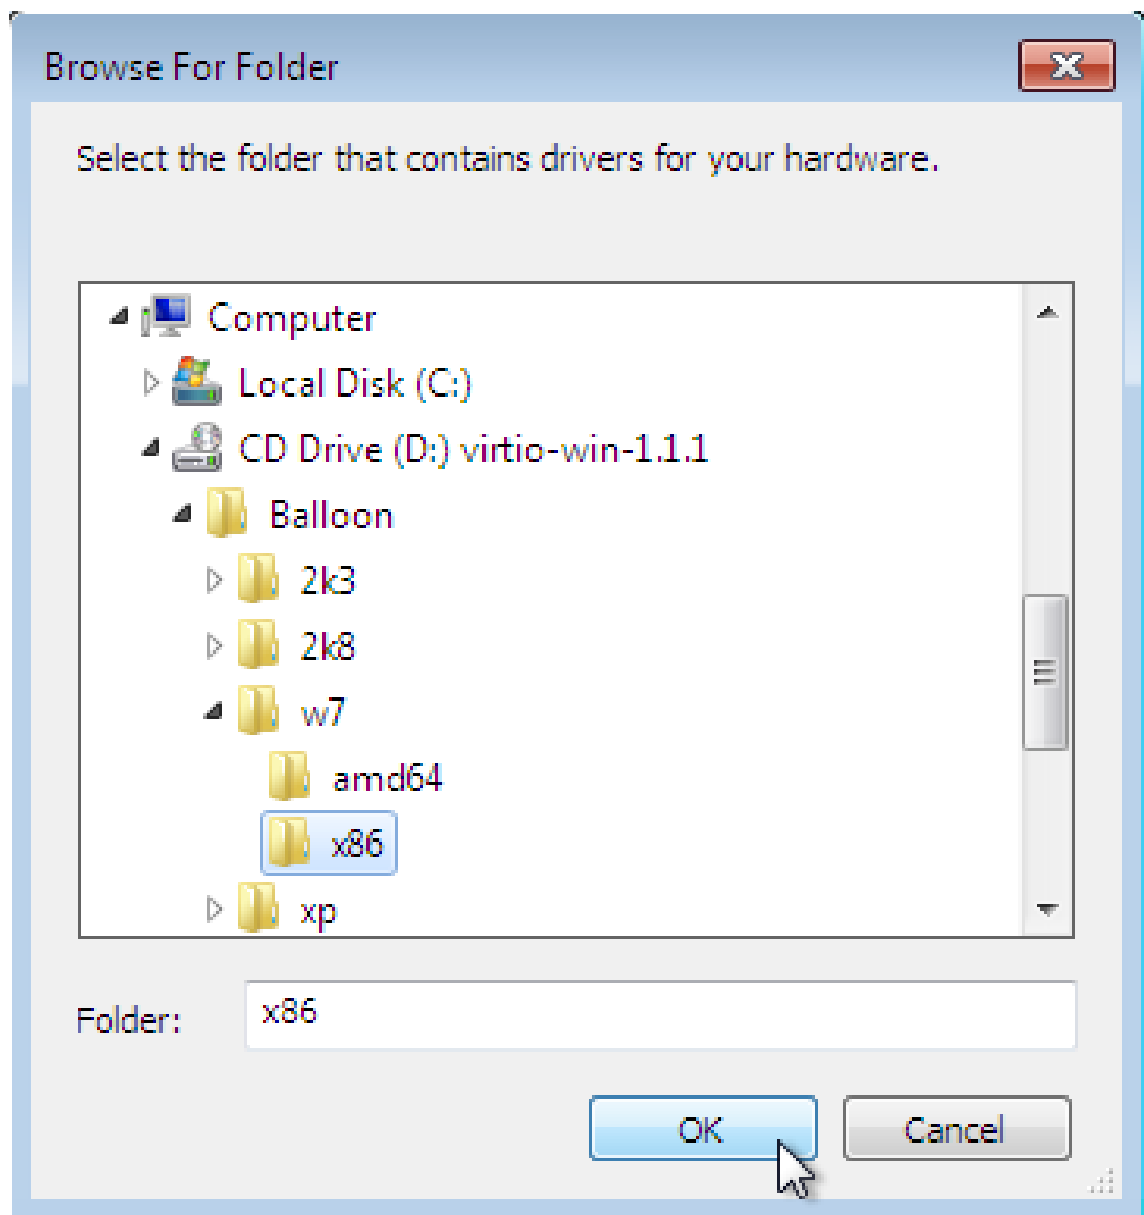 Browse For Folder
Select the folder that contains drivers for your hardware.
Computer
Local Disk (C:)
CD Drive (D:) virtio-win-1.1.1
Balloon
2k3
2k8
w7
amd64
x86
xp
Folder: x86
OK Cancel